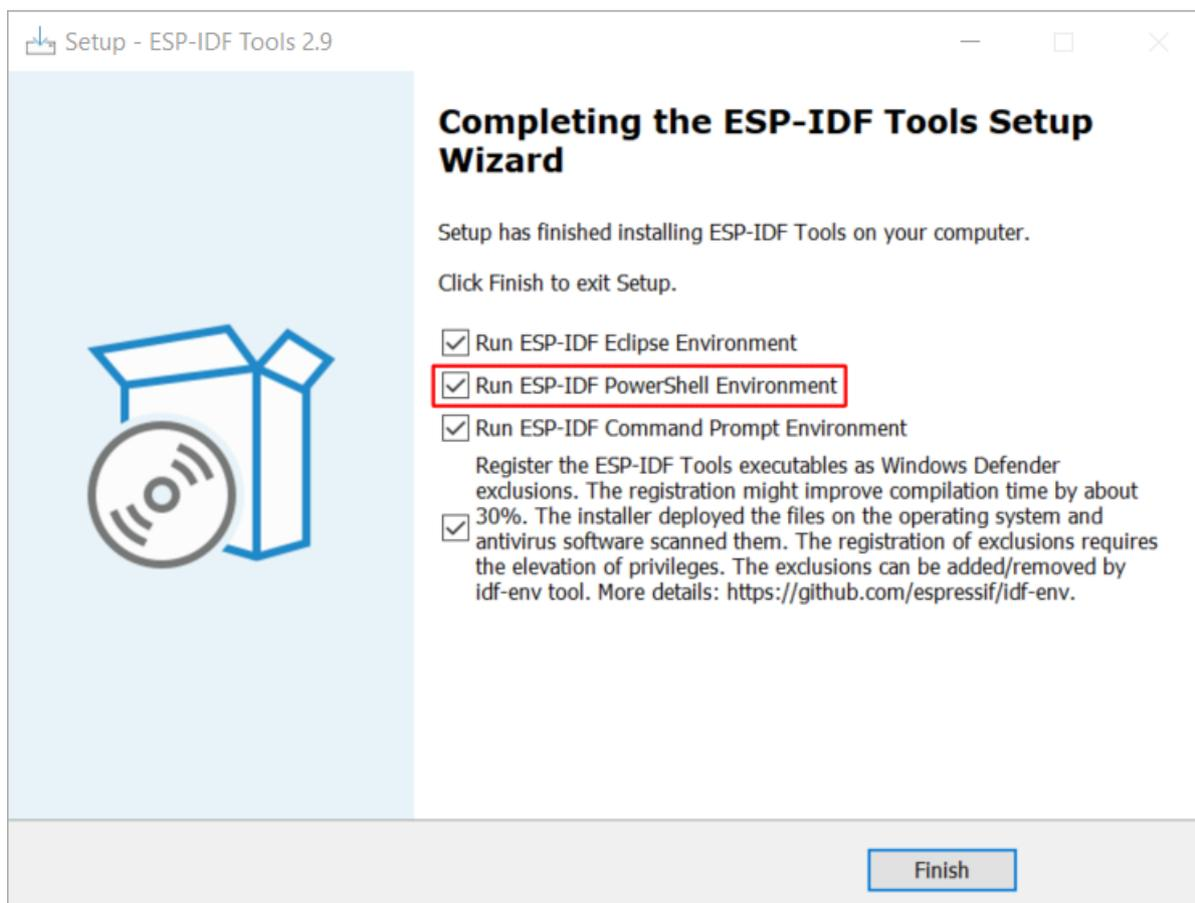 Setup - ESP-IDF Tools 2.9
Completing the ESP-IDF Tools Setup
Wizard
Setup has finished installing ESP-IDF Tools on your computer.
Click Finish to exit Setup.
Run ESP-IDF Eclipse Environment
Run ESP-IDF PowerShell Environment
Run ESP-IDF Command Prompt Environment
Register the ESP-IDF Tools executables as Windows Defender
exclusions. The registration might improve compilation time by about
30%. The installer deployed the files on the operating system and
antivirus software scanned them. The registration of exclusions requires
the elevation of privileges. The exclusions can be added/removed by
idf-env tool. More details: https://github.com/espressif/idf-env.
Finish